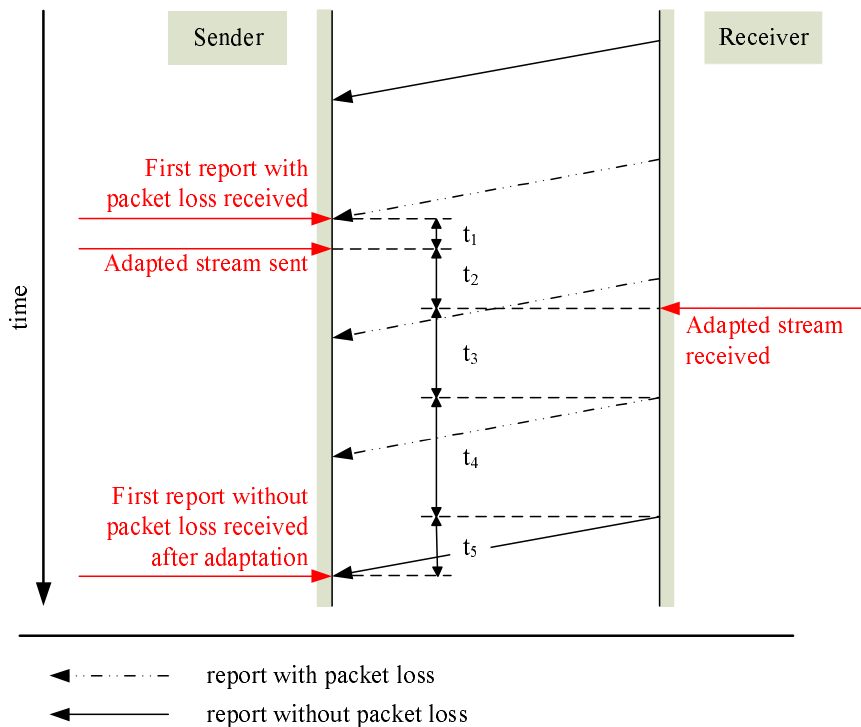 Sender
Receiver
First report with
packet loss received
t1
Adapted stream sent
t2
time
Adapted stream
received
t3
t4
First report without
packet loss received
after adaptation
t5
report with packet loss
report without packet loss